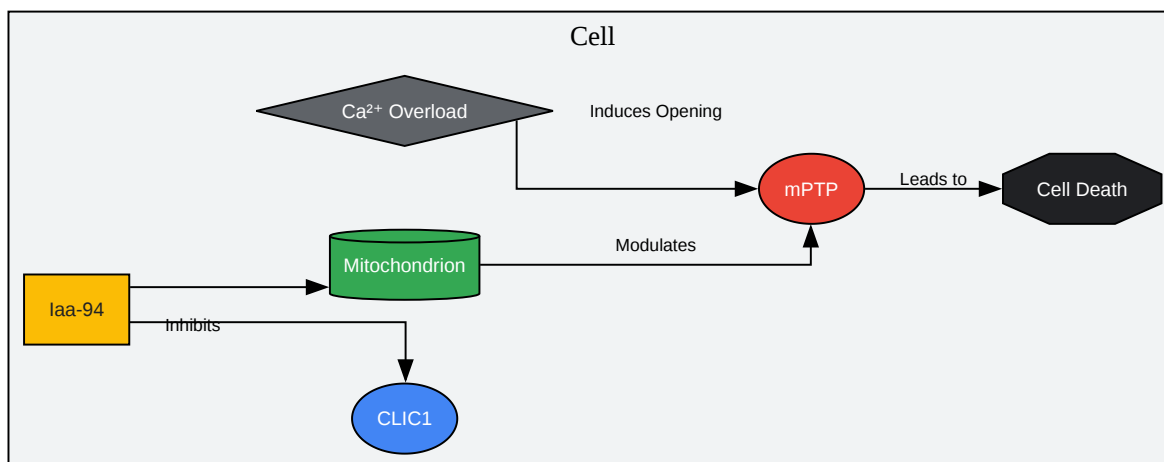 Cell
Ca²⁺ Overload
Induces Opening
mPTP
Leads to
Cell Death
Modulates
Mitochondrion
Iaa-94
Inhibits
CLIC1